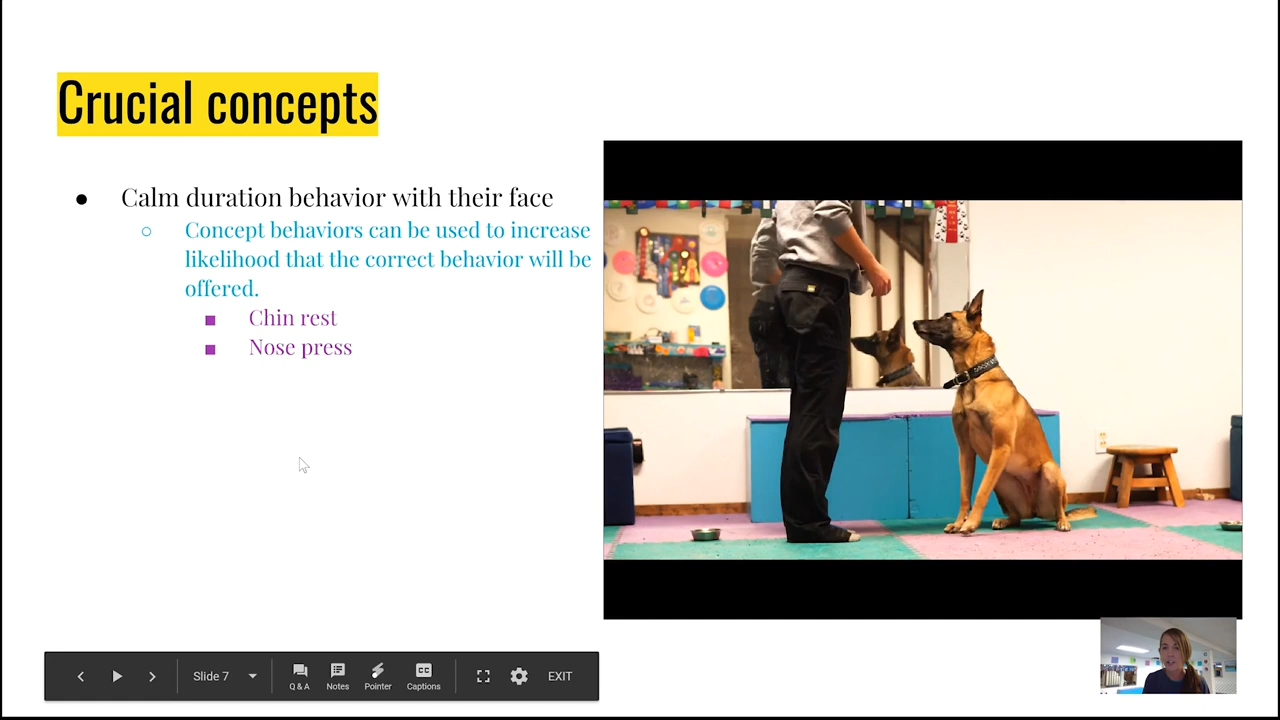 Crucial concepts
● Calm duration behavior with their face
○ Concept behaviors can be used to increase
likelihood that the correct behavior will be
offered.
■ Chin rest
■ Nose press
Slide 7
Q & A
Notes
Pointer
CC
Captions
EXIT